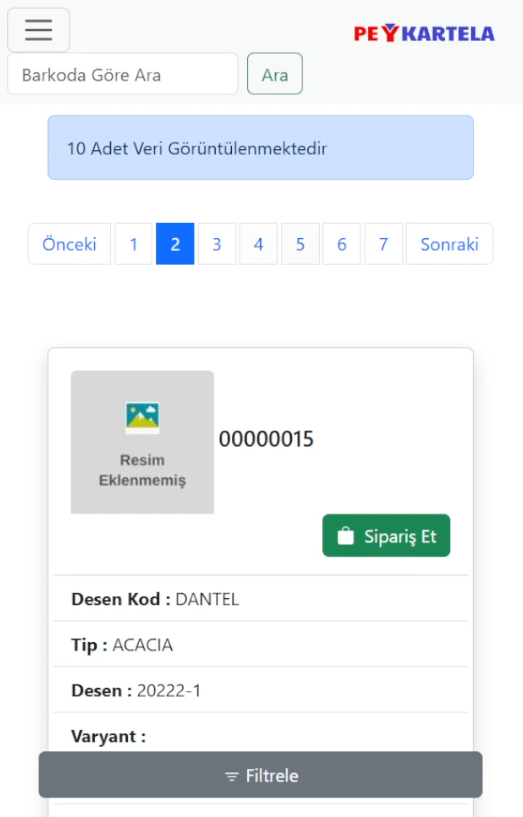 PEYKARTELA
Barkoda Göre Ara
Ara
10 Adet Veri Görüntülenmektedir
Önceki 1 2 3 4 5 6 7 Sonraki
Resim
Eklenmemiş
00000015
Sipariş Et
Desen Kod : DANTEL
Tip : ACACIA
Desen : 20222-1
Varyant :
Filtrele